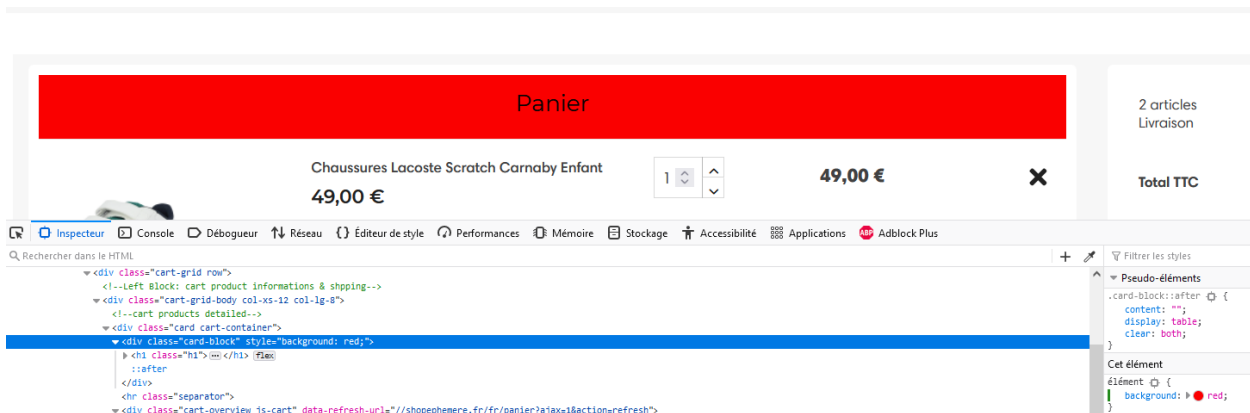 Panier
2 articles
Livraison
Chaussures Lacoste Scratch Carnaby Enfant
49,00 €
1
49,00 €
Total TTC
Inspecteur Console Débogueur Réseau Éditeur de style Performances Mémoire Stockage Accessibilité Applications ABP Adblock Plus
Rechercher dans le HTML
<div class="cart-grid row">
<!--Left Block: cart product informations & shpping-->
<div class="cart-grid-body col-xs-12 col-lg-8">
<!--cart products detailed-->
<div class="card cart-container">
<div class="card-block" style="background: red;">
<h1 class="h1">⋯</h1> flex
::after
</div>
<hr class="separator">
<div class="cart-overview js-cart" data-refresh-url="//shopephemere.fr/fr/panier?ajax=1&action=refresh">
Filtrer les styles
Pseudo-éléments
.card-block::after {
content: "";
display: table;
clear: both;
}
Cet élément
élément {
background: red;
}